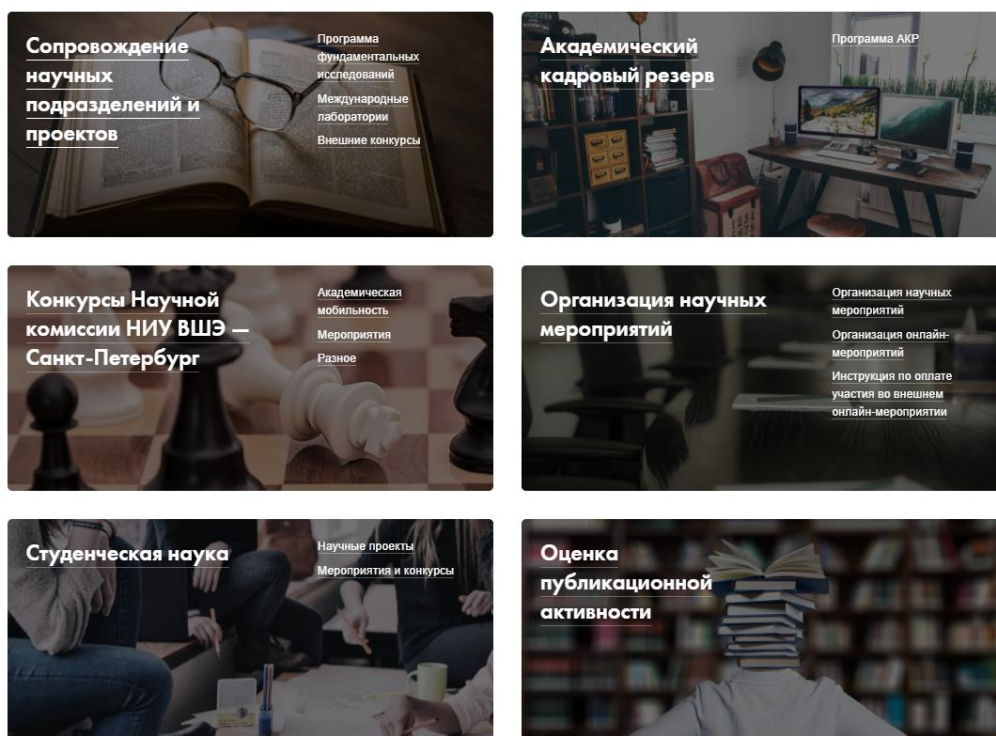 Сопровождение
научных
подразделений и
проектов
Программа
фундаментальных
исследований
Международные
лаборатории
Внешние конкурсы
Академический
кадровый резерв
Программа АКР
Конкурсы Научной
комиссии НИУ ВШЭ —
Санкт-Петербург
Академическая
мобильность
Мероприятия
Разное
Организация научных
мероприятий
Организация научных
мероприятий
Организация онлайн-
мероприятий
Инструкция по оплате
участия во внешнем
онлайн-мероприятии
Студенческая наука
Научные проекты
Мероприятия и конкурсы
Оценка
публикационной
активности